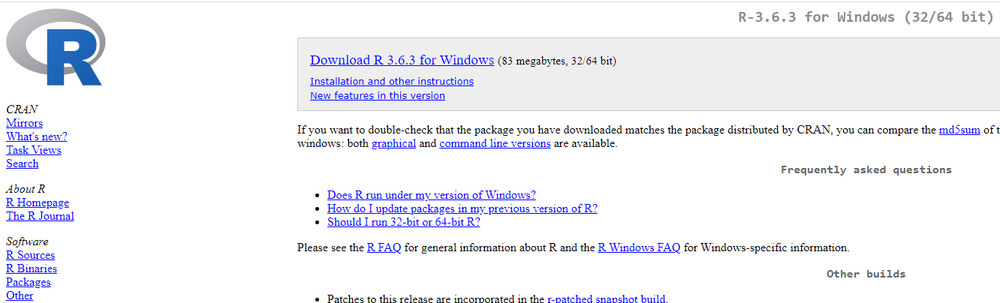 R
R-3.6.3 for Windows (32/64 bit)
Download R 3.6.3 for Windows (83 megabytes, 32/64 bit)
Installation and other instructions
New features in this version
CRAN
Mirrors
What's new?
Task Views
Search
About R
R Homepage
The R Journal
Software
R Sources
R Binaries
Packages
Other
If you want to double-check that the package you have downloaded matches the package distributed by CRAN, you can compare the md5sum of
windows: both graphical and command line versions are available.
Frequently asked questions
• Does R run under my version of Windows?
• How do I update packages in my previous version of R?
• Should I run 32-bit or 64-bit R?
Please see the R FAQ for general information about R and the R Windows FAQ for Windows-specific information.
Other builds
• Patches to this release are incorporated in the r-patched snapshot build.